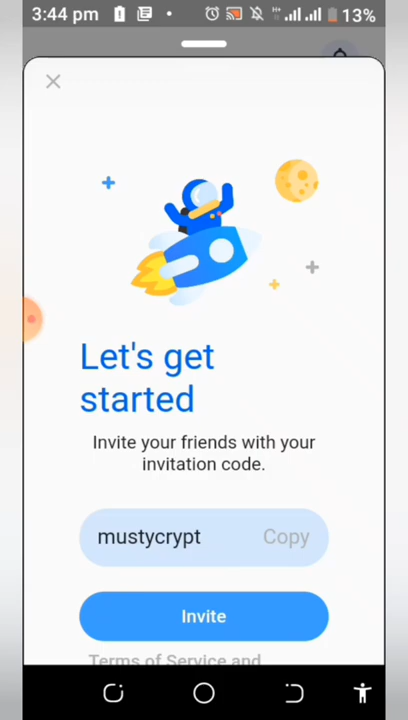 3:44 pm
13%
Let's get
started
Invite your friends with your
invitation code.
mustycrypt Copy
Invite
Terms of Service and